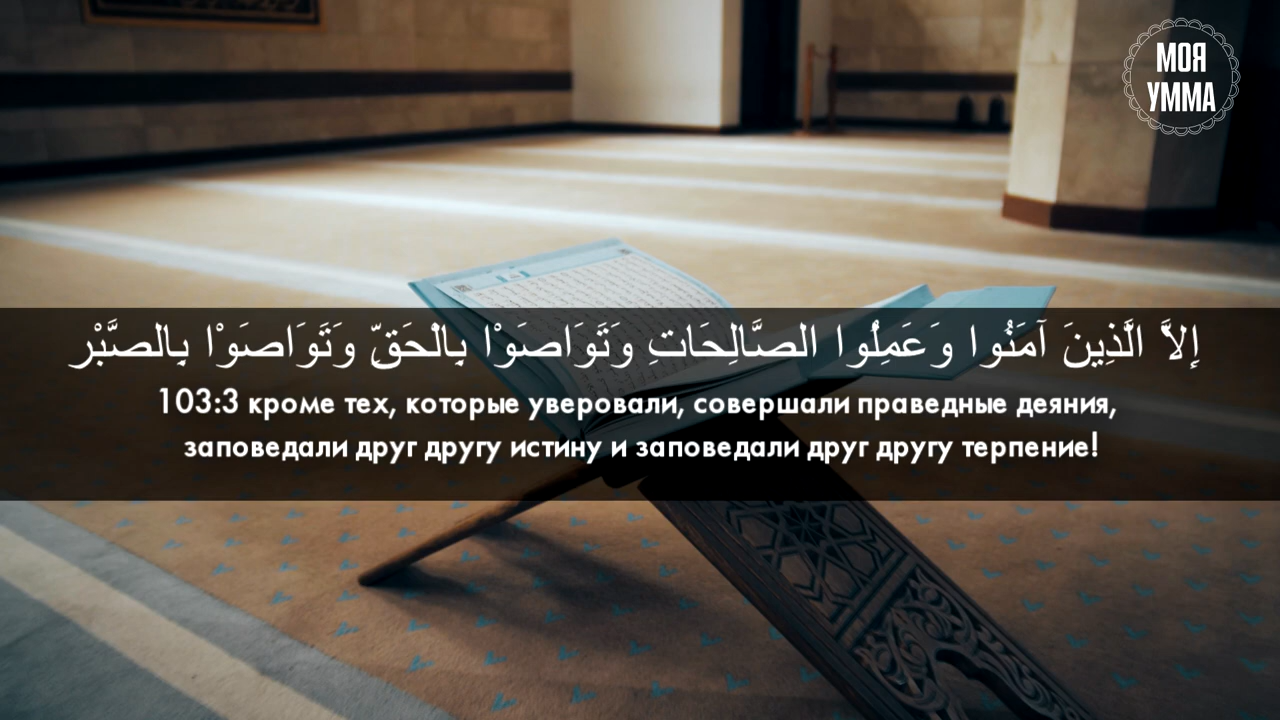 МОЯ
УММА
إِلاَّ الَّذِينَ آمَنُوا وَعَمِلُوا الصَّالِحَاتِ وَتَوَاصَوْا بِالْحَقِّ وَتَوَاصَوْا بِالصَّبْرِ
103:3 кроме тех, которые уверовали, совершали праведные деяния,
заповедали друг другу истину и заповедали друг другу терпение!